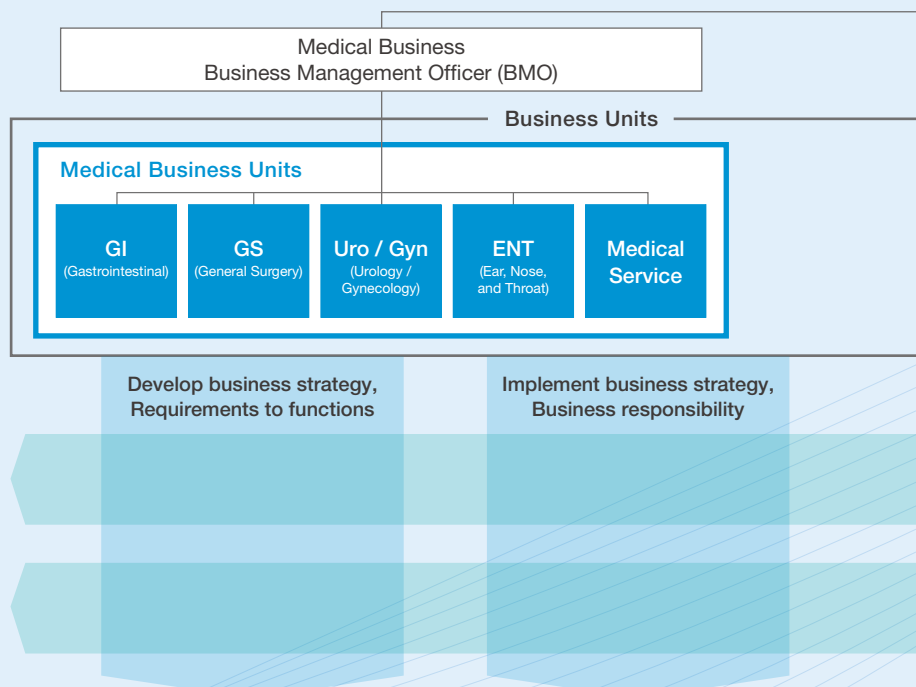 Medical Business
Business Management Officer (BMO)
Business Units
Medical Business Units
GI
(Gastrointestinal)
GS
(General Surgery)
Uro / Gyn
(Urology /
Gynecology)
ENT
(Ear, Nose,
and Throat)
Medical
Service
Develop business strategy,
Requirements to functions
Implement business strategy,
Business responsibility